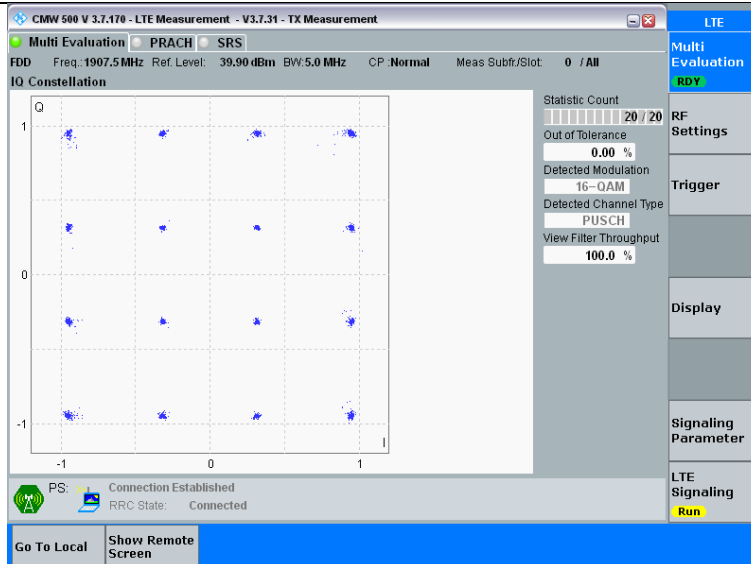 CMW 500 V 3.7.170 - LTE Measurement - V3.7.31 - TX Measurement
LTE
Multi Evaluation PRACH SRS
Multi
Evaluation
RDY
FDD Freq.: 1907.5 MHz Ref. Level: 39.90 dBm BW: 5.0 MHz CP : Normal Meas Subfr./Slot: 0 / All
IQ Constellation
Q
I
1
0
-1
-1
0
1
Statistic Count
20 / 20
Out of Tolerance
0.00 %
Detected Modulation
16-QAM
Detected Channel Type
PUSCH
View Filter Throughput
100.0 %
RF
Settings
Trigger
Display
Signaling
Parameter
LTE
Signaling
Run
PS: Connection Established
RRC State: Connected
Go To Local
Show Remote
Screen